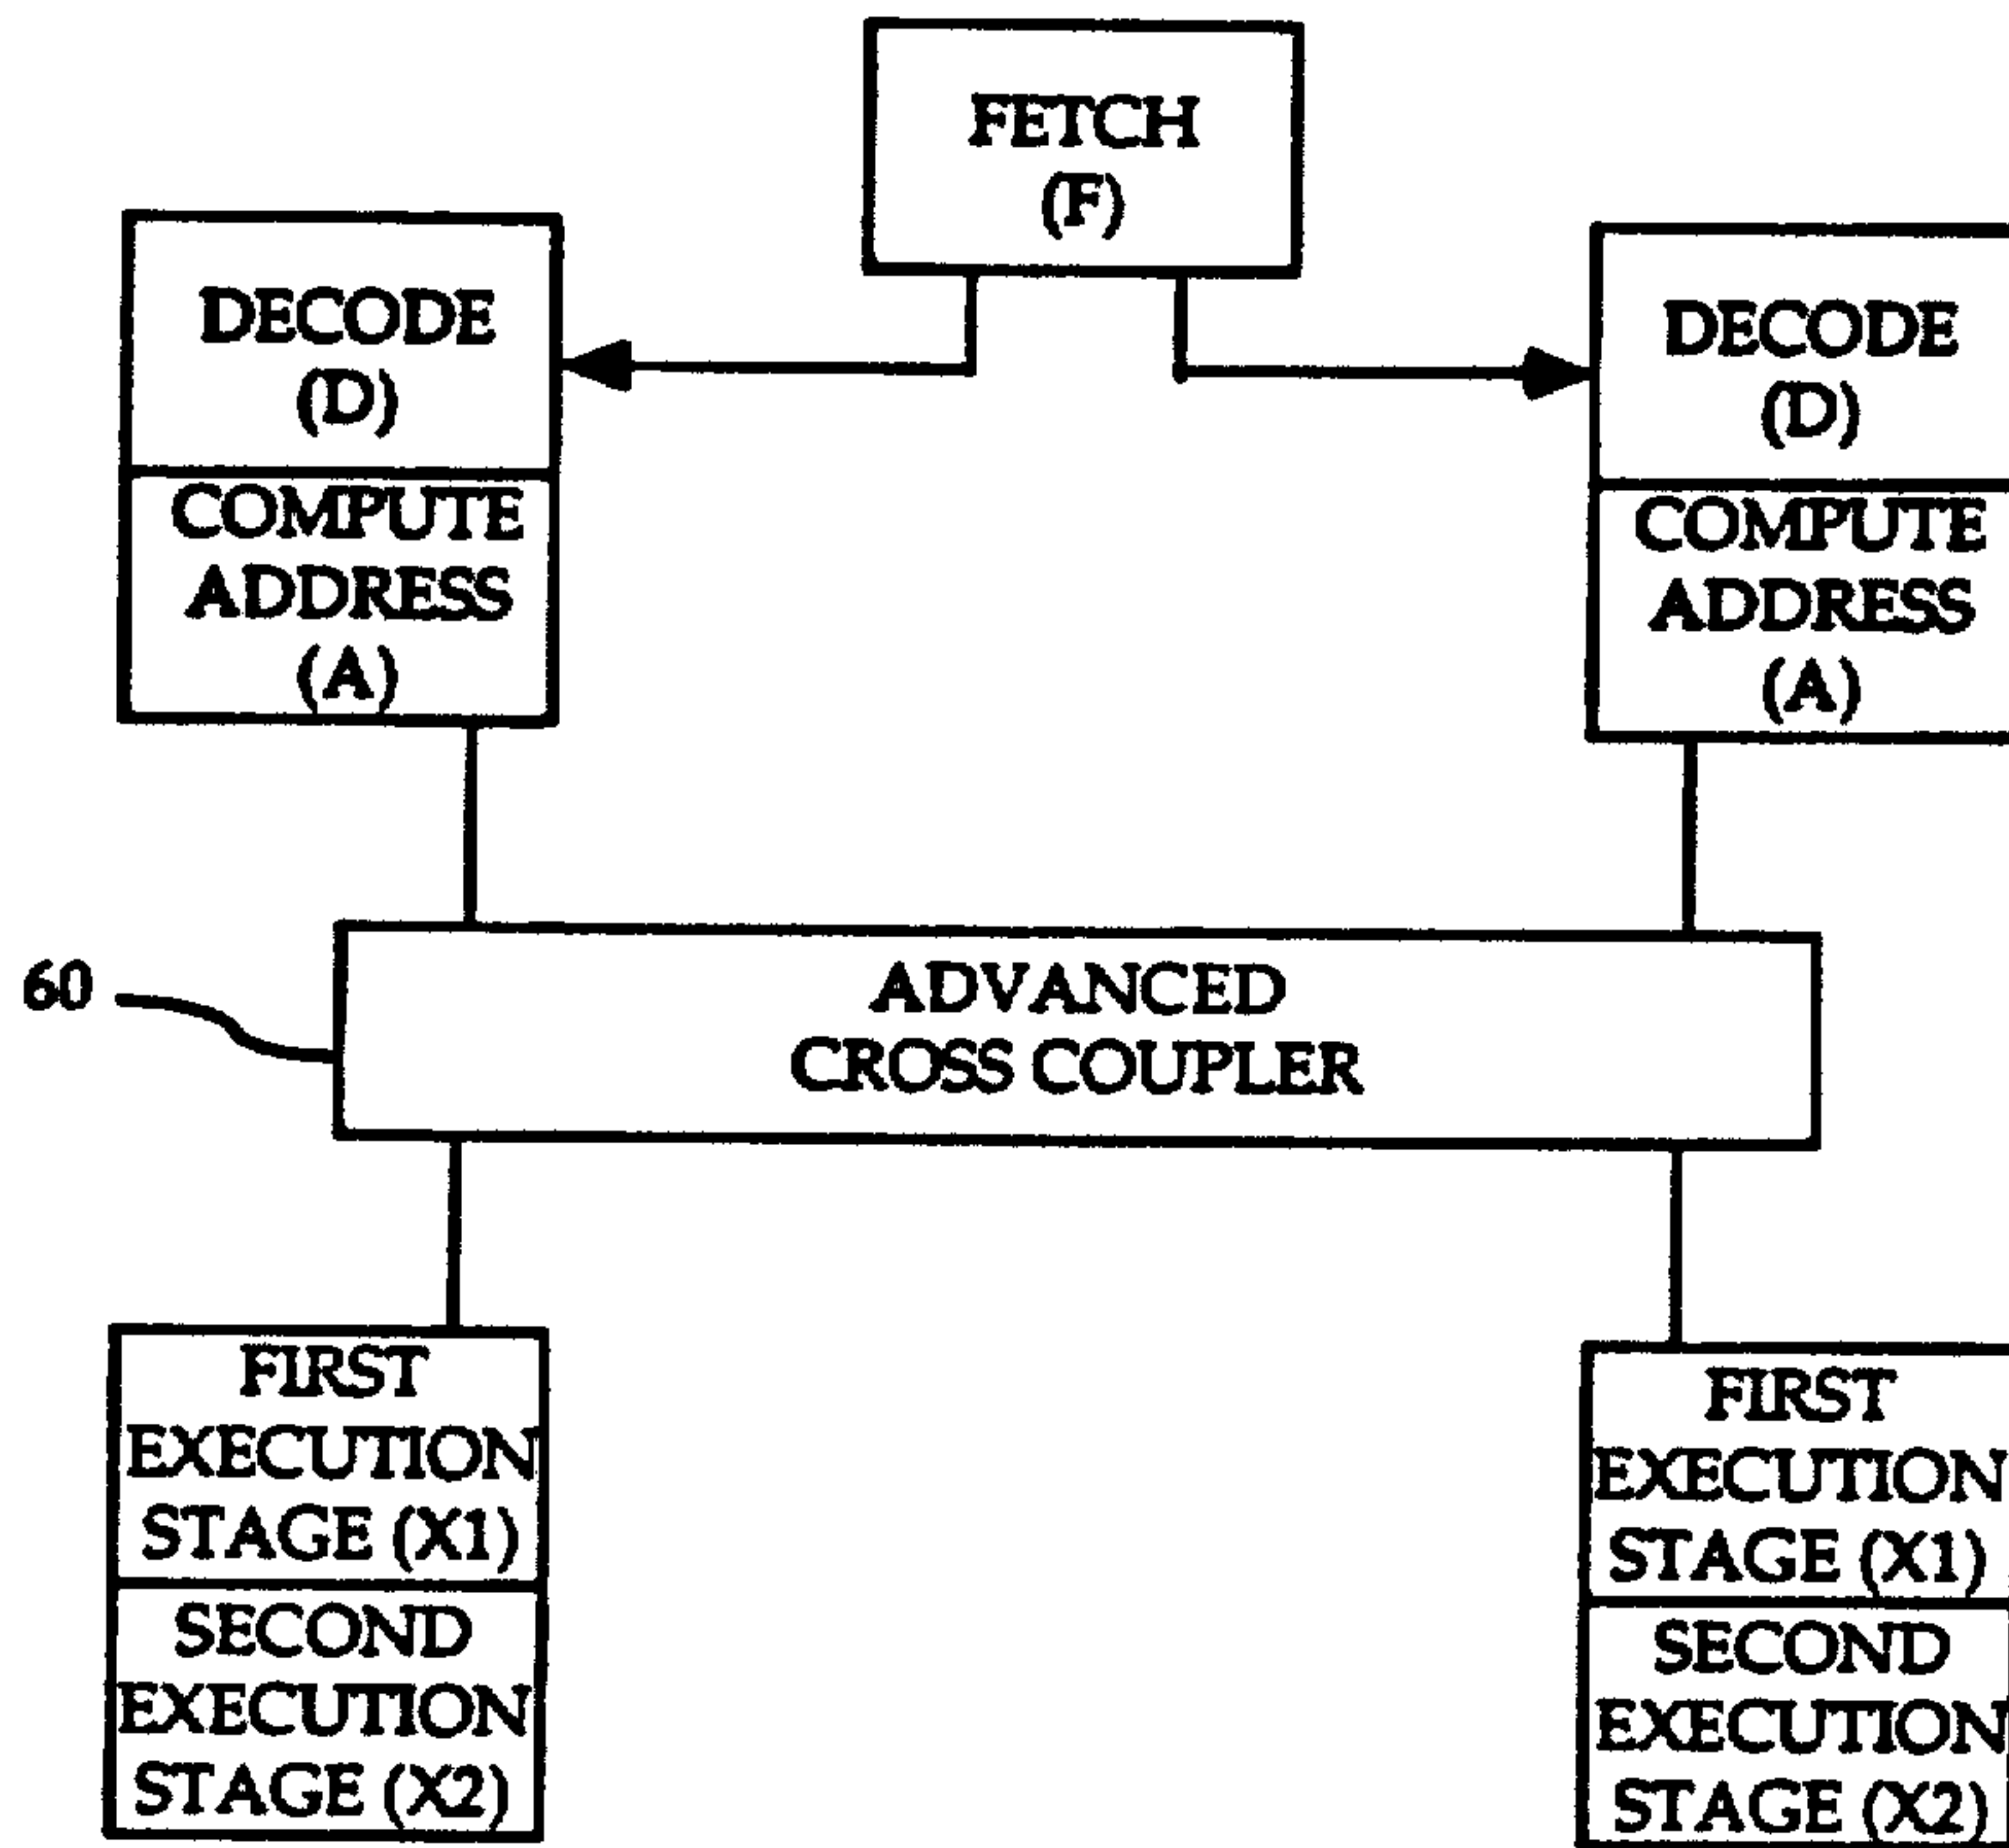 FETCH
(F)
DECODE
(D)
COMPUTE
ADDRESS
(A)
DECODE
(D)
COMPUTE
ADDRESS
(A)
60
ADVANCED
CROSS COUPLER
FIRST
EXECUTION
STAGE (X1)
SECOND
EXECUTION
STAGE (X2)
FIRST
EXECUTION
STAGE (X1)
SECOND
EXECUTION
STAGE (X2)